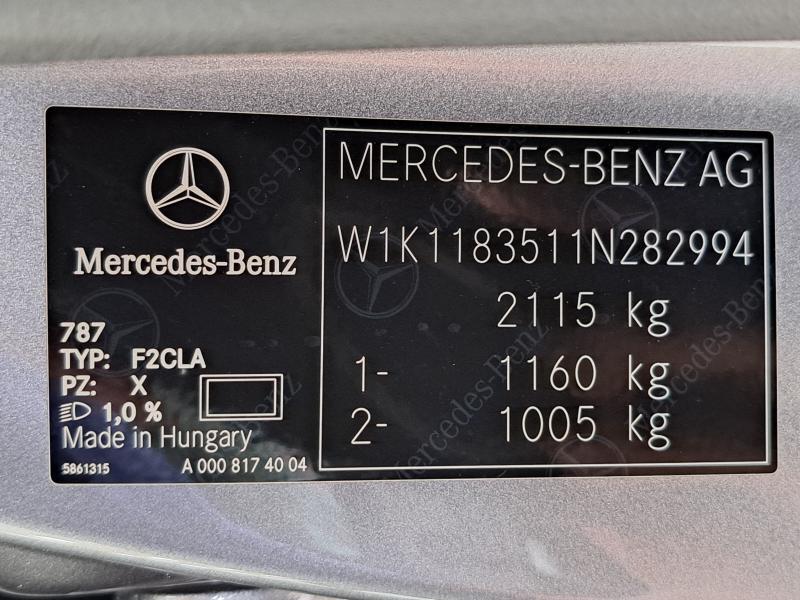 Mercedes-Benz
787
TYP: F2CLA
PZ: X
1,0 %
Made in Hungary
5861315 A 000 817 40 04
MERCEDES-BENZ AG
W1K1183511N282994
2115 kg
1- 1160 kg
2- 1005 kg